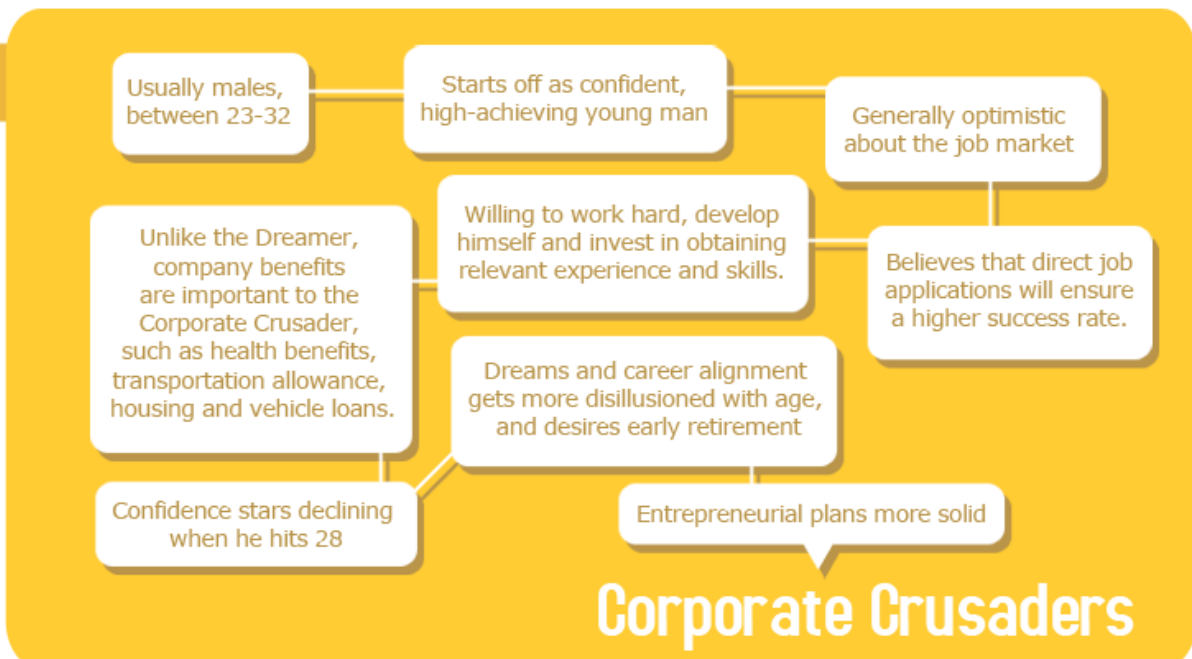 Usually males,
between 23-32
Starts off as confident,
high-achieving young man
Generally optimistic
about the job market
Believes that direct job
applications will ensure
a higher success rate.
Willing to work hard, develop
himself and invest in obtaining
relevant experience and skills.
Unlike the Dreamer,
company benefits
are important to the
Corporate Crusader,
such as health benefits,
transportation allowance,
housing and vehicle loans.
Confidence stars declining
when he hits 28
Dreams and career alignment
gets more disillusioned with age,
and desires early retirement
Entrepreneurial plans more solid
Corporate Crusaders